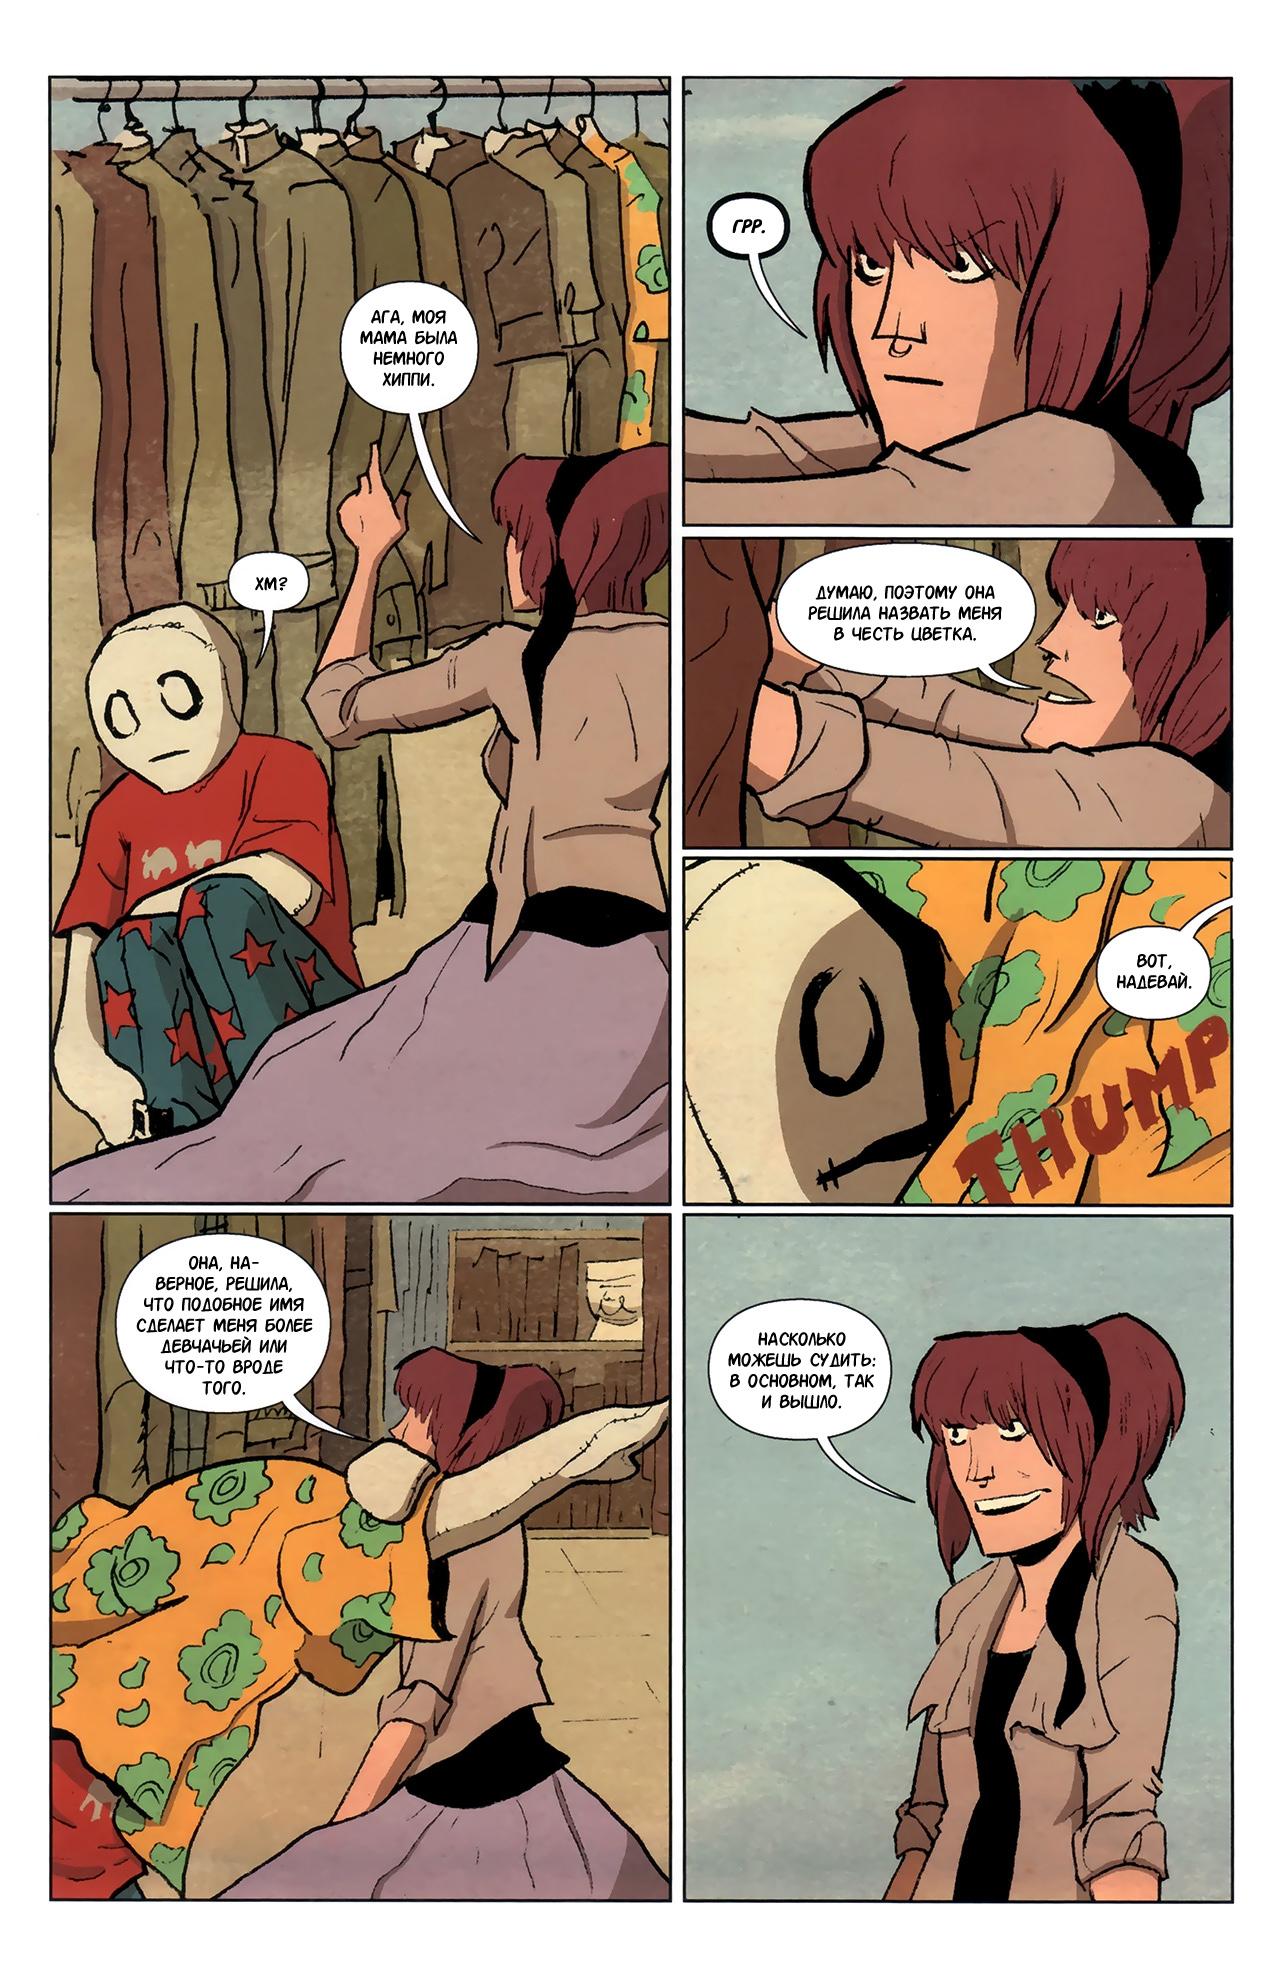 АГА, МОЯ
МАМА БЫЛА
НЕМНОГО
ХИППИ.
ХМ?
ГРР.
ДУМАЮ, ПОЭТОМУ ОНА
РЕШИЛА НАЗВАТЬ МЕНЯ
В ЧЕСТЬ ЦВЕТКА.
ВОТ,
НАДЕВАЙ.
THUMP
ОНА, НА-
ВЕРНОЕ, РЕШИЛА,
ЧТО ПОДОБНОЕ ИМЯ
СДЕЛАЕТ МЕНЯ БОЛЕЕ
ДЕВЧАЧЬЕЙ ИЛИ
ЧТО-ТО ВРОДЕ
ТОГО.
НАСКОЛЬКО
МОЖЕШЬ СУДИТЬ:
В ОСНОВНОМ, ТАК
И ВЫШЛО.